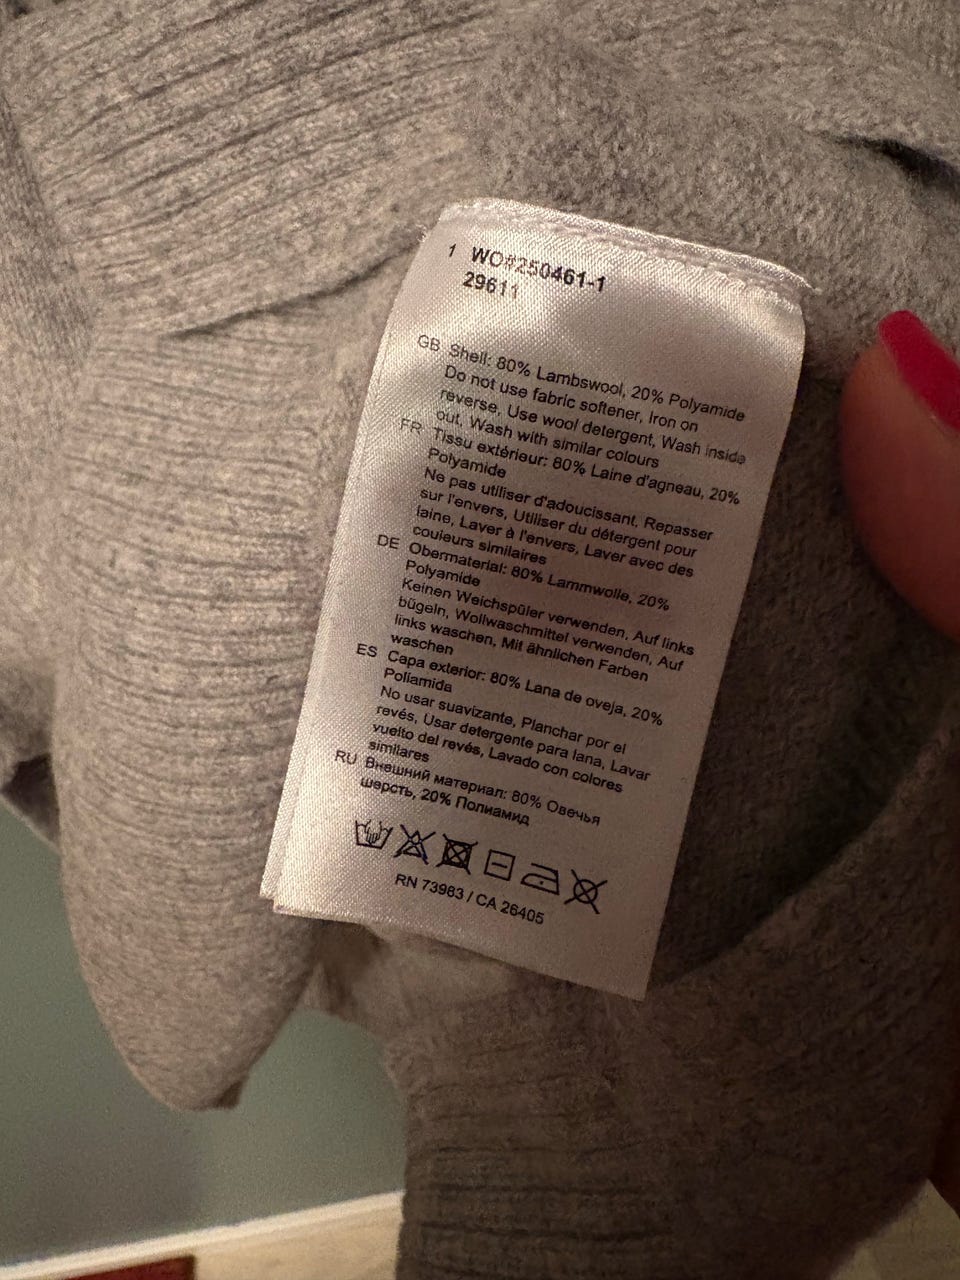 1 WO#250461-1
29611
GB Shell: 80% Lambswool, 20% Polyamide
Do not use fabric softener, Iron on
reverse, Use wool detergent, Wash inside
out, Wash with similar colours
FR Tissu extérieur: 80% Laine d'agneau, 20%
Polyamide
Ne pas utiliser d'adoucissant, Repasser
sur l'envers, Utiliser du détergent pour
laine, Laver à l'envers, Laver avec des
couleurs similaires
DE Obermaterial: 80% Lammwolle, 20%
Polyamide
Keinen Weichspüler verwenden, Auf links
bügeln, Wollwaschmittel verwenden, Auf
links waschen, Mit ähnlichen Farben
waschen
ES Capa exterior: 80% Lana de oveja, 20%
Poliamida
No usar suavizante, Planchar por el
revés, Usar detergente para lana, Lavar
vuelto del revés, Lavado con colores
similares
RU Внешний материал: 80% Овечья
шерсть, 20% Полиамид
RN 73983 / CA 26405